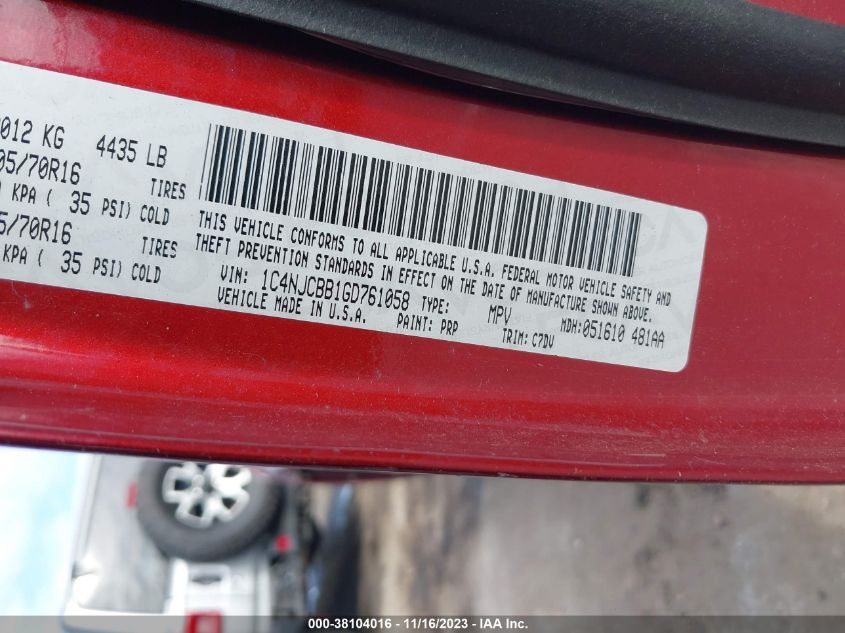 2012 KG 4435 LB
05/70R16 TIRES
KPA ( 35 PSI) COLD
5/70R16 TIRES
KPA ( 35 PSI) COLD
THIS VEHICLE CONFORMS TO ALL APPLICABLE U.S.A. FEDERAL MOTOR VEHICLE SAFETY AND
THEFT PREVENTION STANDARDS IN EFFECT ON THE DATE OF MANUFACTURE SHOWN ABOVE.
VIN: 1C4NJCBB1GD761058 TYPE: MPV MDH:051610 481AA
VEHICLE MADE IN U.S.A. PAINT: PRP TRIM: C7DV
000-38104016 - 11/16/2023 - IAA Inc.